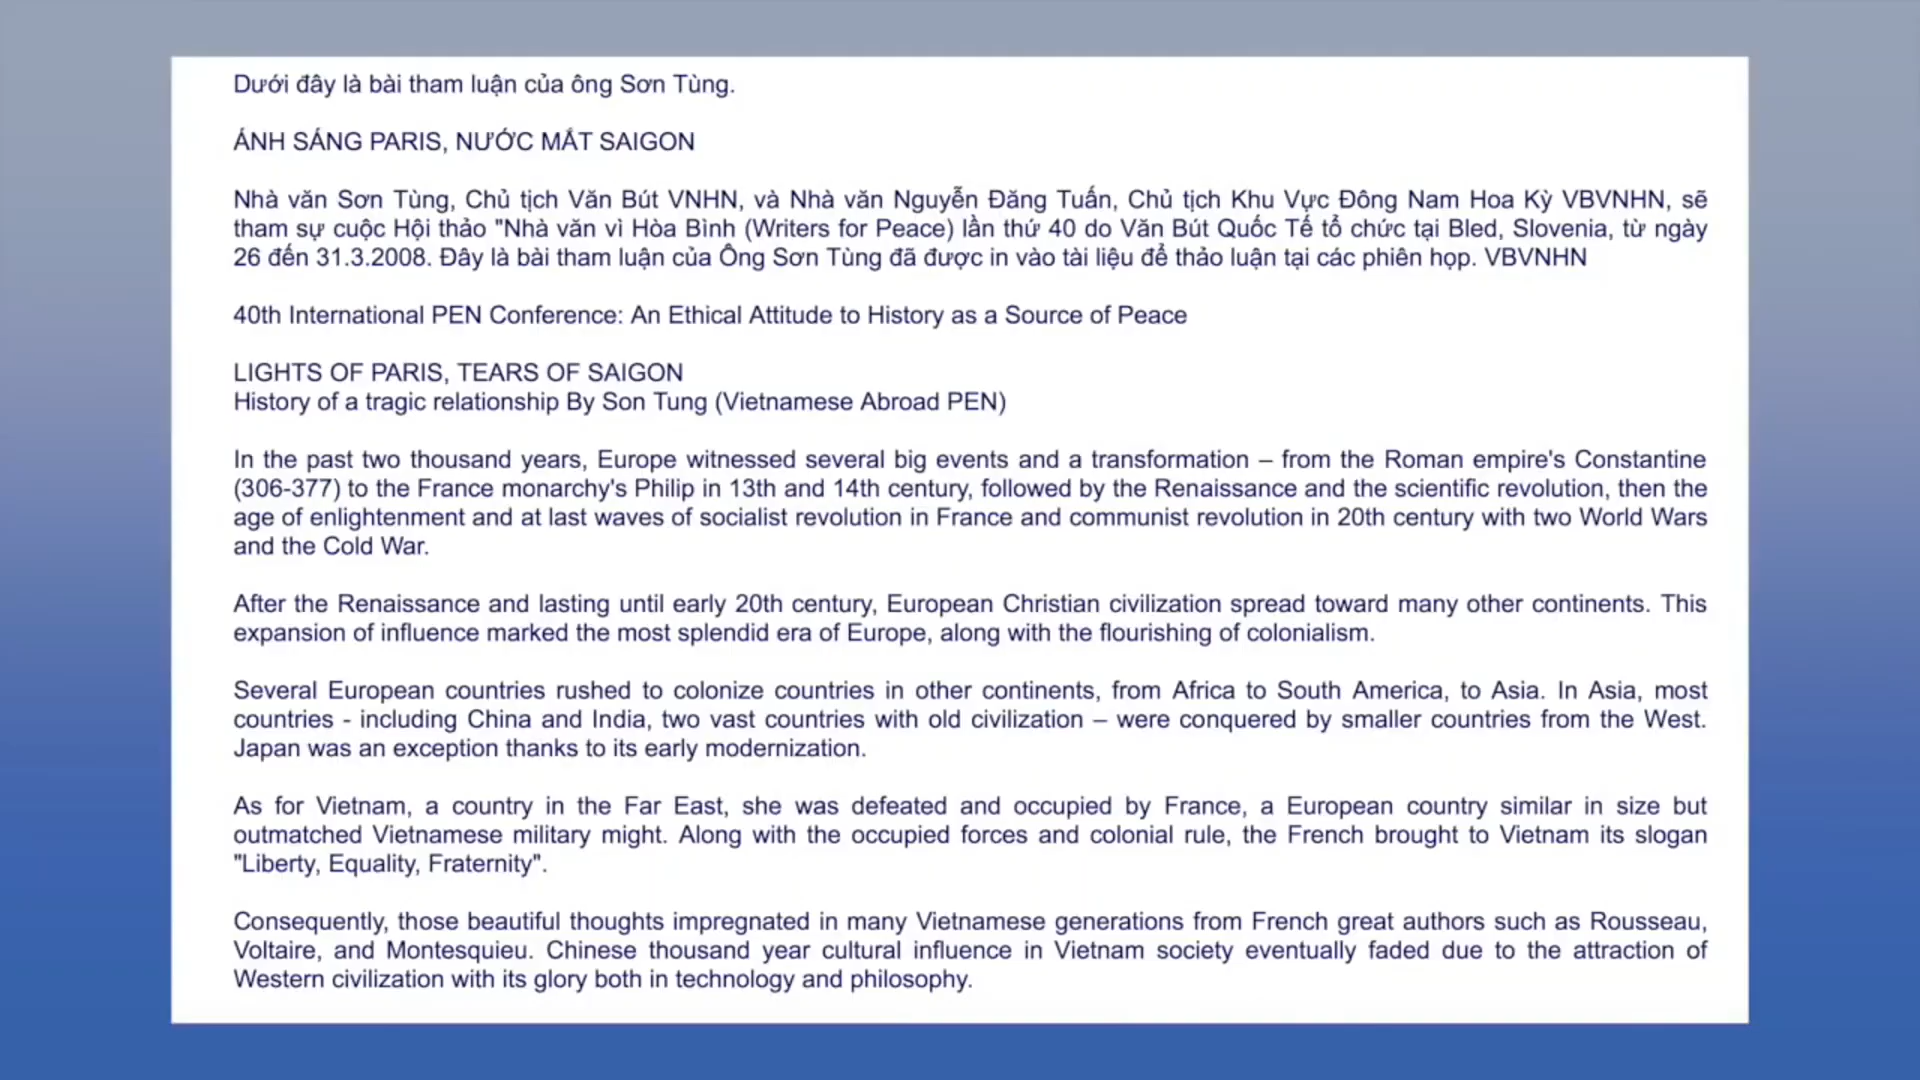 Dưới đây là bài tham luận của ông Sơn Tùng.
ÁNH SÁNG PARIS, NƯỚC MẮT SAIGON
Nhà văn Sơn Tùng, Chủ tịch Văn Bút VNHN, và Nhà văn Nguyễn Đăng Tuấn, Chủ tịch Khu Vực Đông Nam Hoa Kỳ VBVNHN, sẽ
tham sự cuộc Hội thảo "Nhà văn vì Hòa Bình (Writers for Peace) lần thứ 40 do Văn Bút Quốc Tế tổ chức tại Bled, Slovenia, từ ngày
26 đến 31.3.2008. Đây là bài tham luận của Ông Sơn Tùng đã được in vào tài liệu để thảo luận tại các phiên họp. VBVNHN
40th International PEN Conference: An Ethical Attitude to History as a Source of Peace
LIGHTS OF PARIS, TEARS OF SAIGON
History of a tragic relationship By Son Tung (Vietnamese Abroad PEN)
In the past two thousand years, Europe witnessed several big events and a transformation – from the Roman empire's Constantine
(306-377) to the France monarchy's Philip in 13th and 14th century, followed by the Renaissance and the scientific revolution, then the
age of enlightenment and at last waves of socialist revolution in France and communist revolution in 20th century with two World Wars
and the Cold War.
After the Renaissance and lasting until early 20th century, European Christian civilization spread toward many other continents. This
expansion of influence marked the most splendid era of Europe, along with the flourishing of colonialism.
Several European countries rushed to colonize countries in other continents, from Africa to South America, to Asia. In Asia, most
countries - including China and India, two vast countries with old civilization – were conquered by smaller countries from the West.
Japan was an exception thanks to its early modernization.
As for Vietnam, a country in the Far East, she was defeated and occupied by France, a European country similar in size but
outmatched Vietnamese military might. Along with the occupied forces and colonial rule, the French brought to Vietnam its slogan
"Liberty, Equality, Fraternity".
Consequently, those beautiful thoughts impregnated in many Vietnamese generations from French great authors such as Rousseau,
Voltaire, and Montesquieu. Chinese thousand year cultural influence in Vietnam society eventually faded due to the attraction of
Western civilization with its glory both in technology and philosophy.